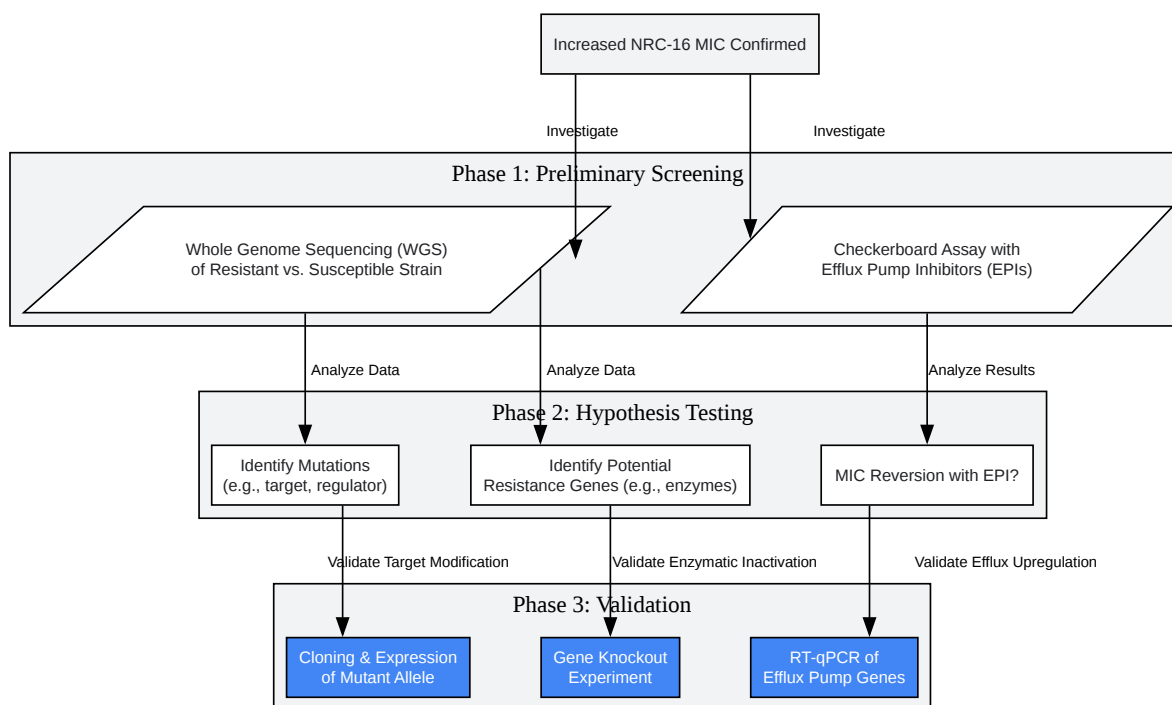 Increased NRC-16 MIC Confirmed
Investigate
Investigate
Phase 1: Preliminary Screening
Whole Genome Sequencing (WGS)
of Resistant vs. Susceptible Strain
Checkerboard Assay with
Efflux Pump Inhibitors (EPIs)
Analyze Data
Analyze Data
Analyze Results
Phase 2: Hypothesis Testing
Identify Mutations
(e.g., target, regulator)
Identify Potential
Resistance Genes (e.g., enzymes)
MIC Reversion with EPI?
Validate Target Modification
Validate Enzymatic Inactivation
Validate Efflux Upregulation
Phase 3: Validation
Cloning & Expression
of Mutant Allele
Gene Knockout
Experiment
RT-qPCR of
Efflux Pump Genes